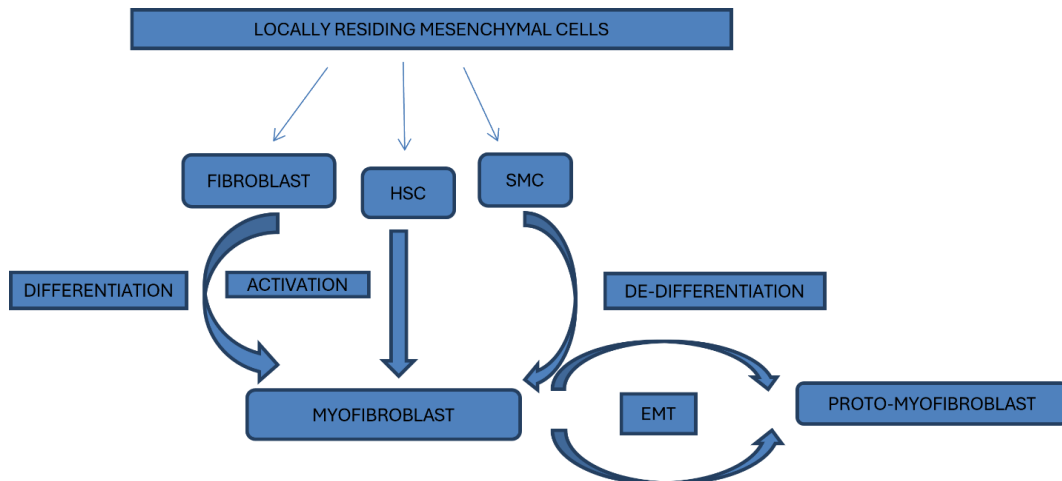 LOCALLY RESIDING MESENCHYMAL CELLS
FIBROBLAST
HSC
SMC
DIFFERENTIATION
ACTIVATION
DE-DIFFERENTIATION
MYOFIBROBLAST
EMT
PROTO-MYOFIBROBLAST